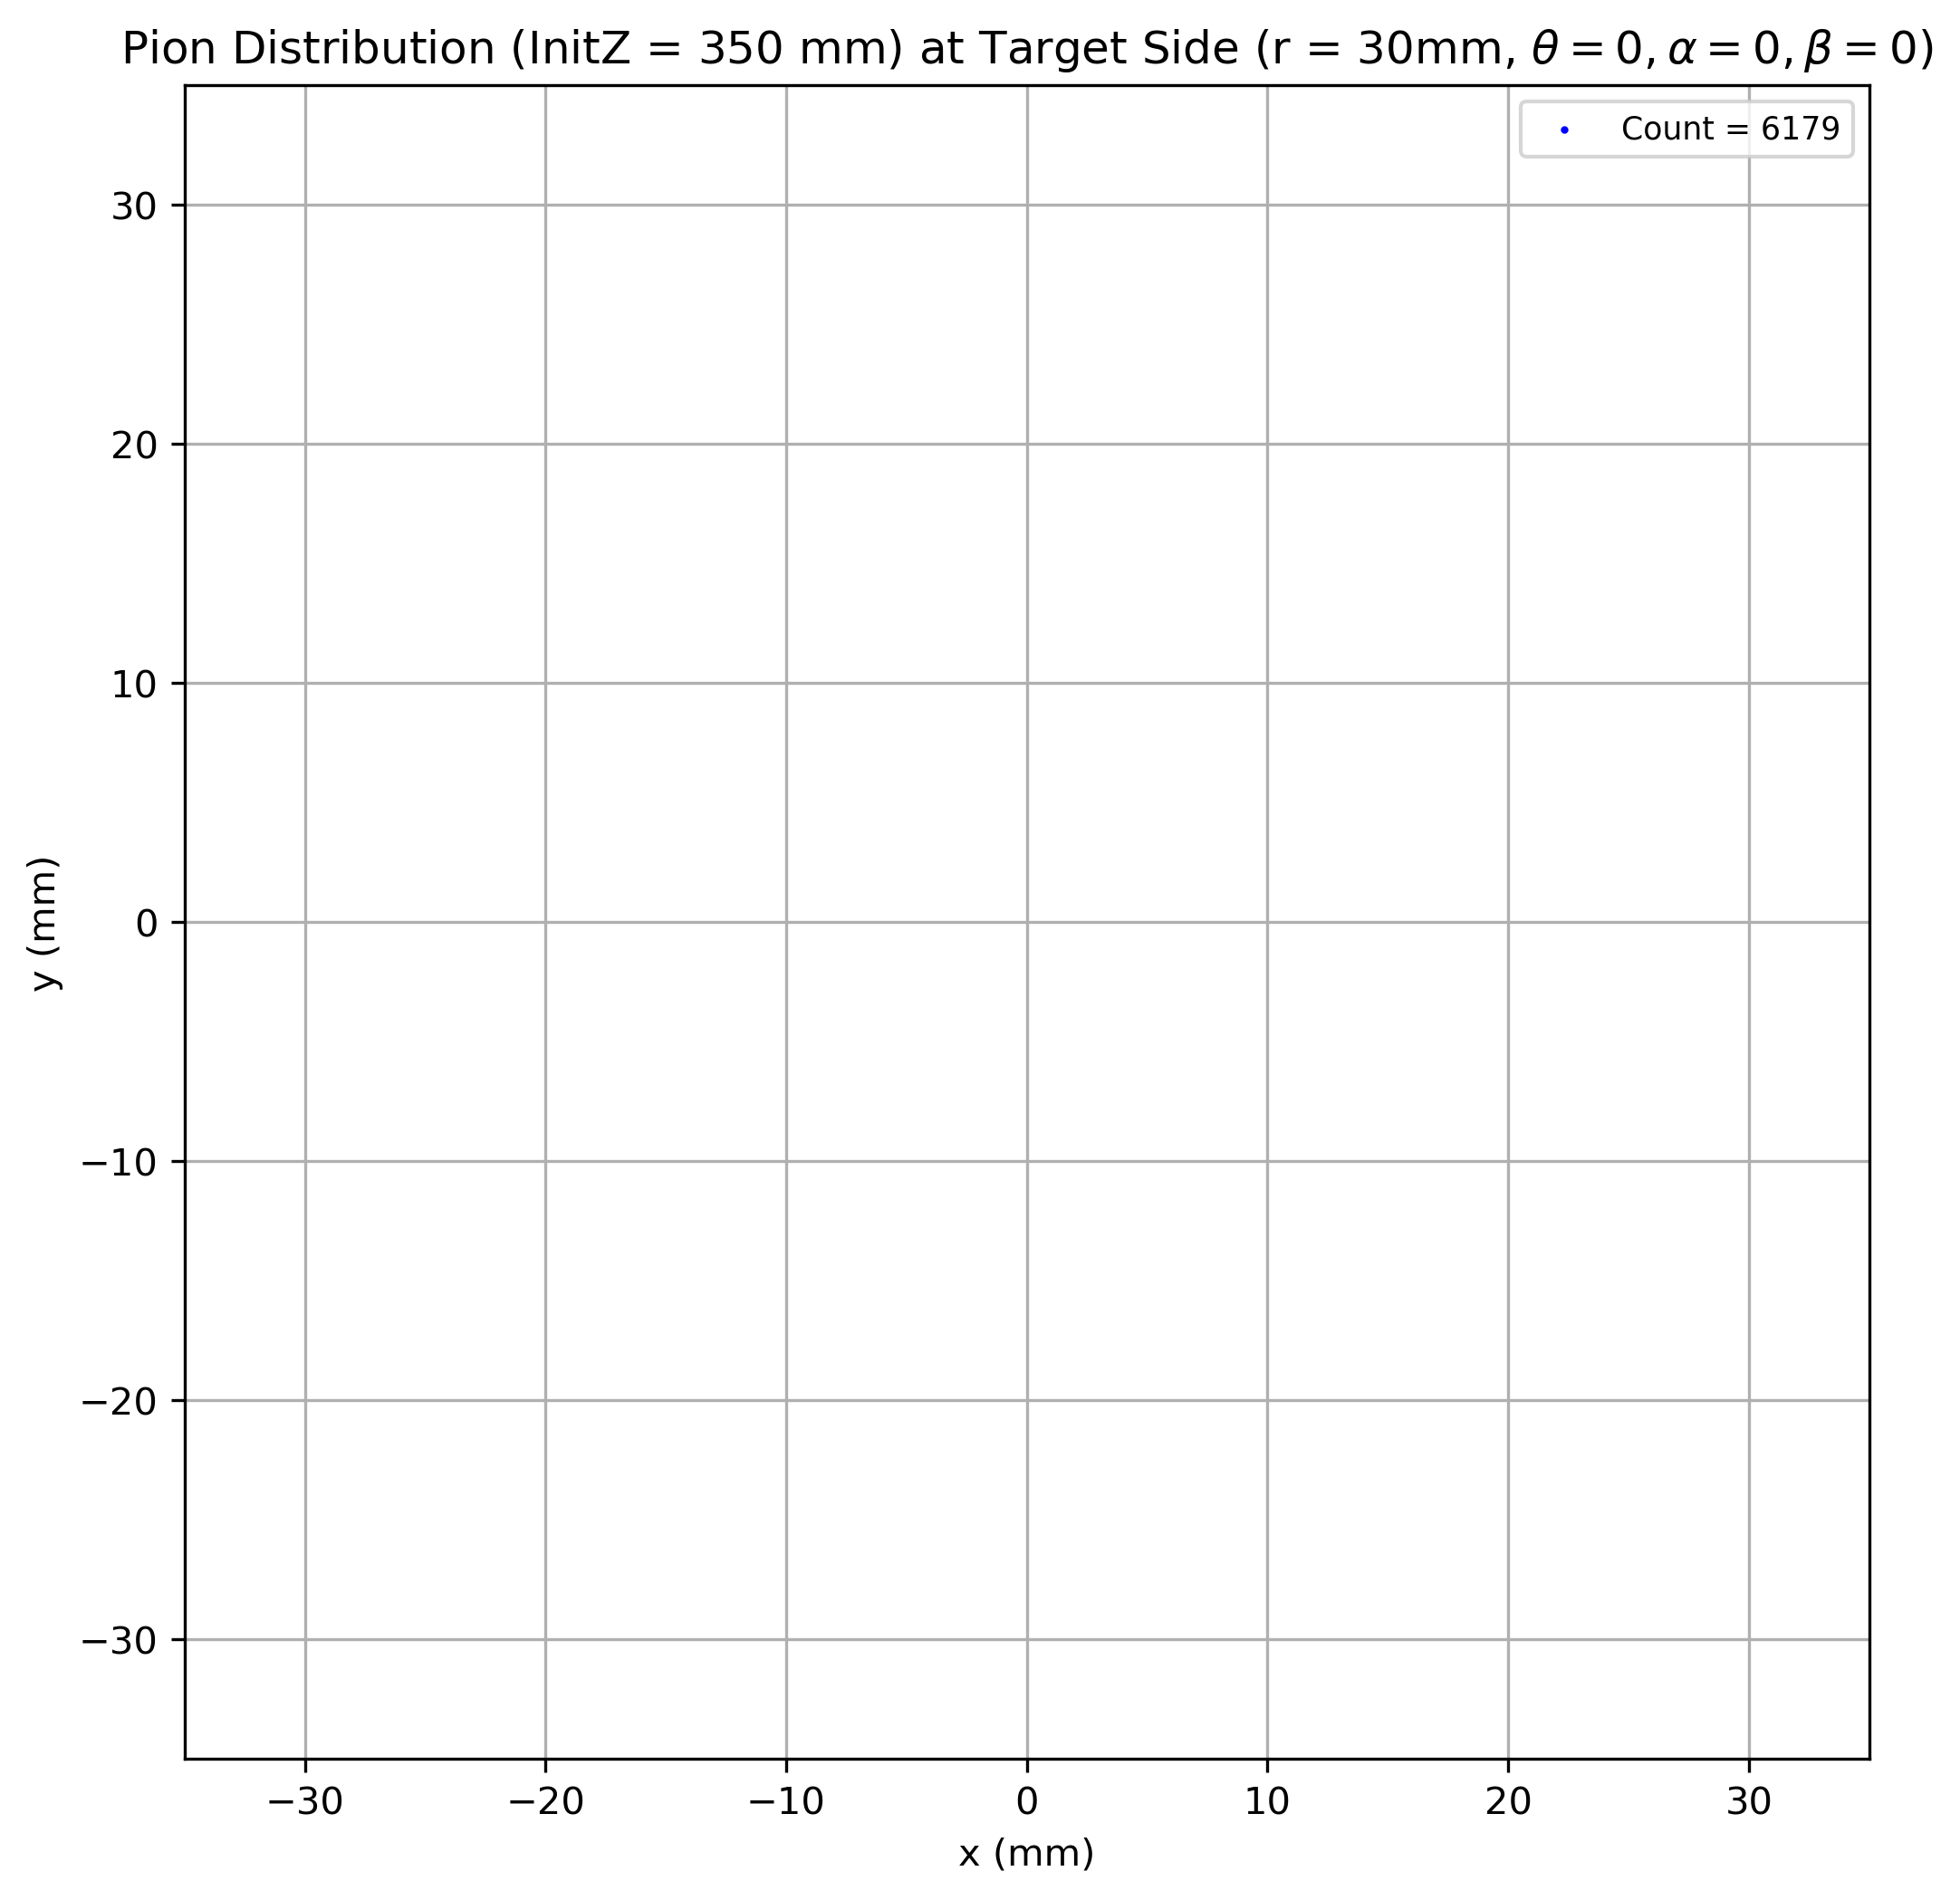 Pion Distribution (InitZ = 350 mm) at Target Side (r = 30mm, θ = 0, α = 0, β = 0)
Count = 6179
30
20
10
0
−10
−20
−30
y (mm)
−30 −20 −10 0 10 20 30
x (mm)